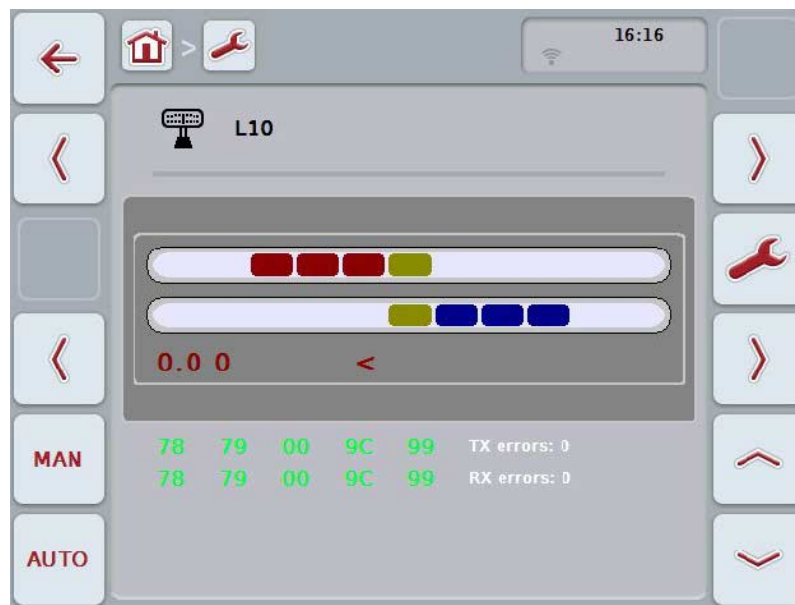 16:16
L10
0.0 0 <
78 79 00 9C 99 TX errors: 0
78 79 00 9C 99 RX errors: 0
MAN
AUTO